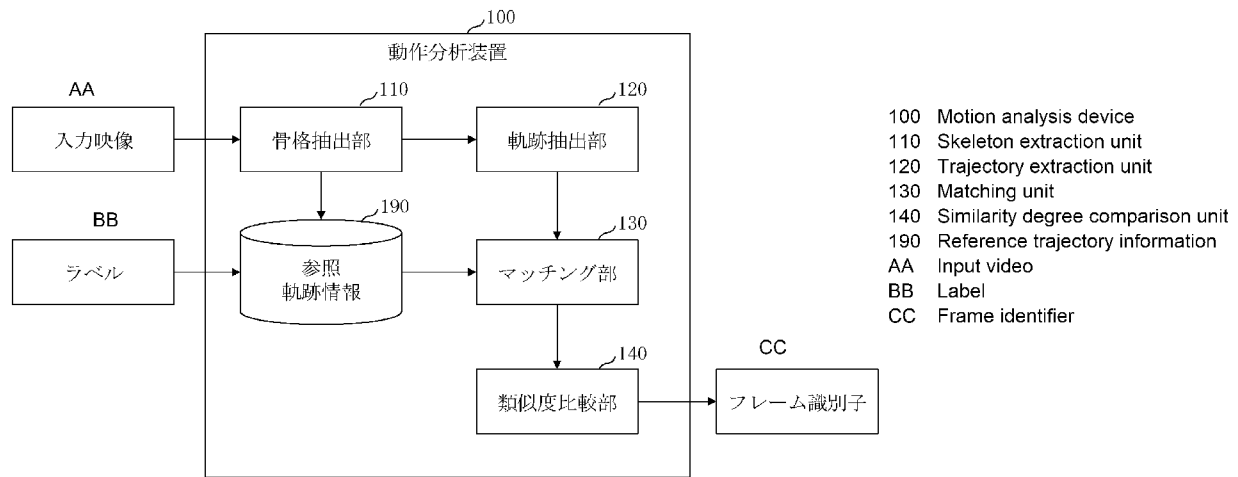 100
動作分析装置
AA
110
120
入力映像
骨格抽出部
軌跡抽出部
BB
190
130
ラベル
参照
軌跡情報
マッチング部
140
CC
類似度比較部
フレーム識別子
100 Motion analysis device
110 Skeleton extraction unit
120 Trajectory extraction unit
130 Matching unit
140 Similarity degree comparison unit
190 Reference trajectory information
AA Input video
BB Label
CC Frame identifier